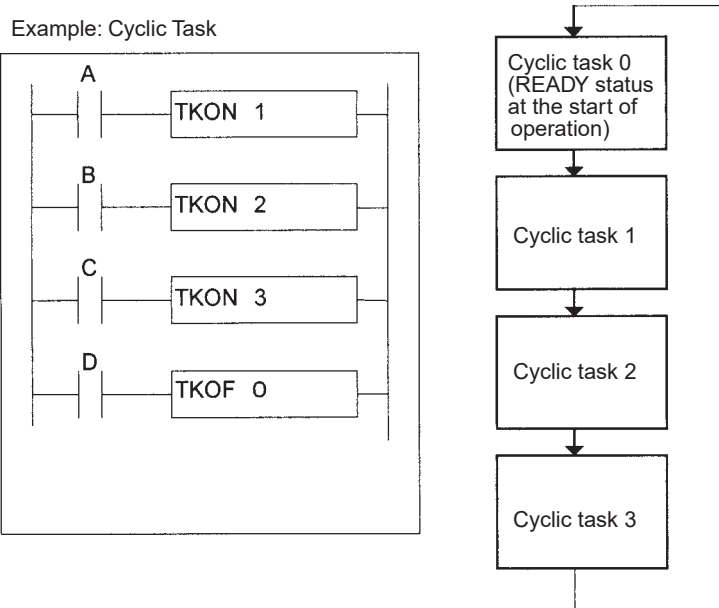 Example: Cyclic Task
A
TKON 1
B
TKON 2
C
TKON 3
D
TKOF 0
Cyclic task 0
(READY status
at the start of
operation)
Cyclic task 1
Cyclic task 2
Cyclic task 3